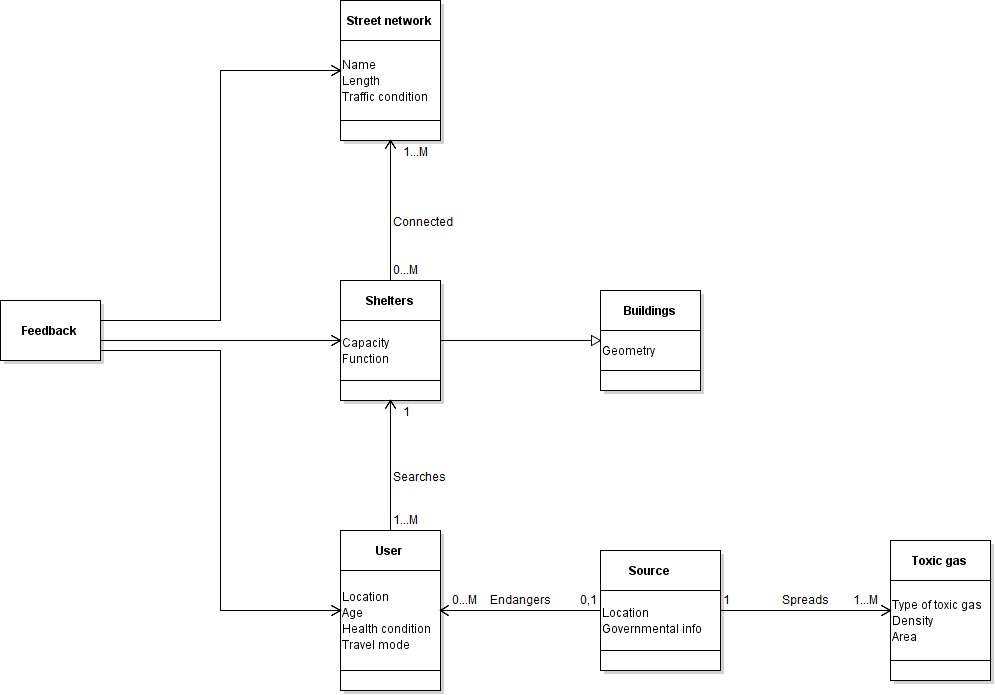 Street network
Name
Length
Traffic condition
1...M
Connected
0...M
Feedback
Shelters
Capacity
Function
Buildings
Geometry
1
Searches
1...M
User
Location
Age
Health condition
Travel mode
0...M Endangers 0,1
Source
Location
Governmental info
1 Spreads 1...M
Toxic gas
Type of toxic gas
Density
Area